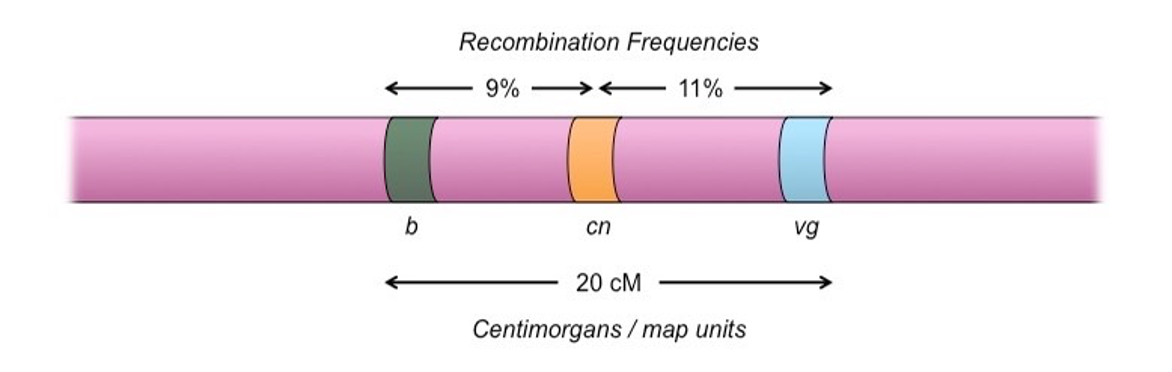 Recombination Frequencies
9% 11%
b cn vg
20 cM
Centimorgans / map units